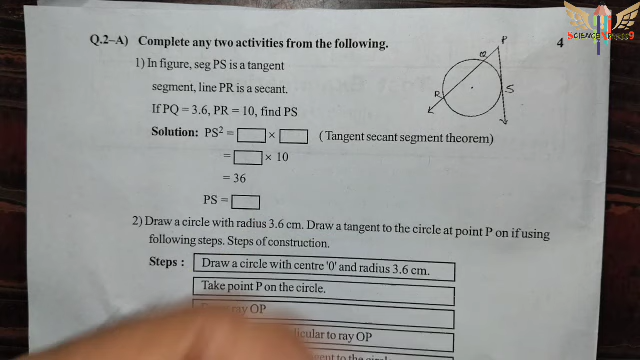 SCIENCE XPRESS9
Q.2–A) Complete any two activities from the following. 4
1) In figure, seg PS is a tangent
segment, line PR is a secant.
If PQ = 3.6, PR = 10, find PS
P
Q
R
S
Solution: PS² = × ( Tangent secant segment theorem)
= × 10
= 36
PS =
2) Draw a circle with radius 3.6 cm. Draw a tangent to the circle at point P on if using
following steps. Steps of construction.
Steps : Draw a circle with centre '0' and radius 3.6 cm.
Take point P on the circle.
ray OP
dicular to ray OP